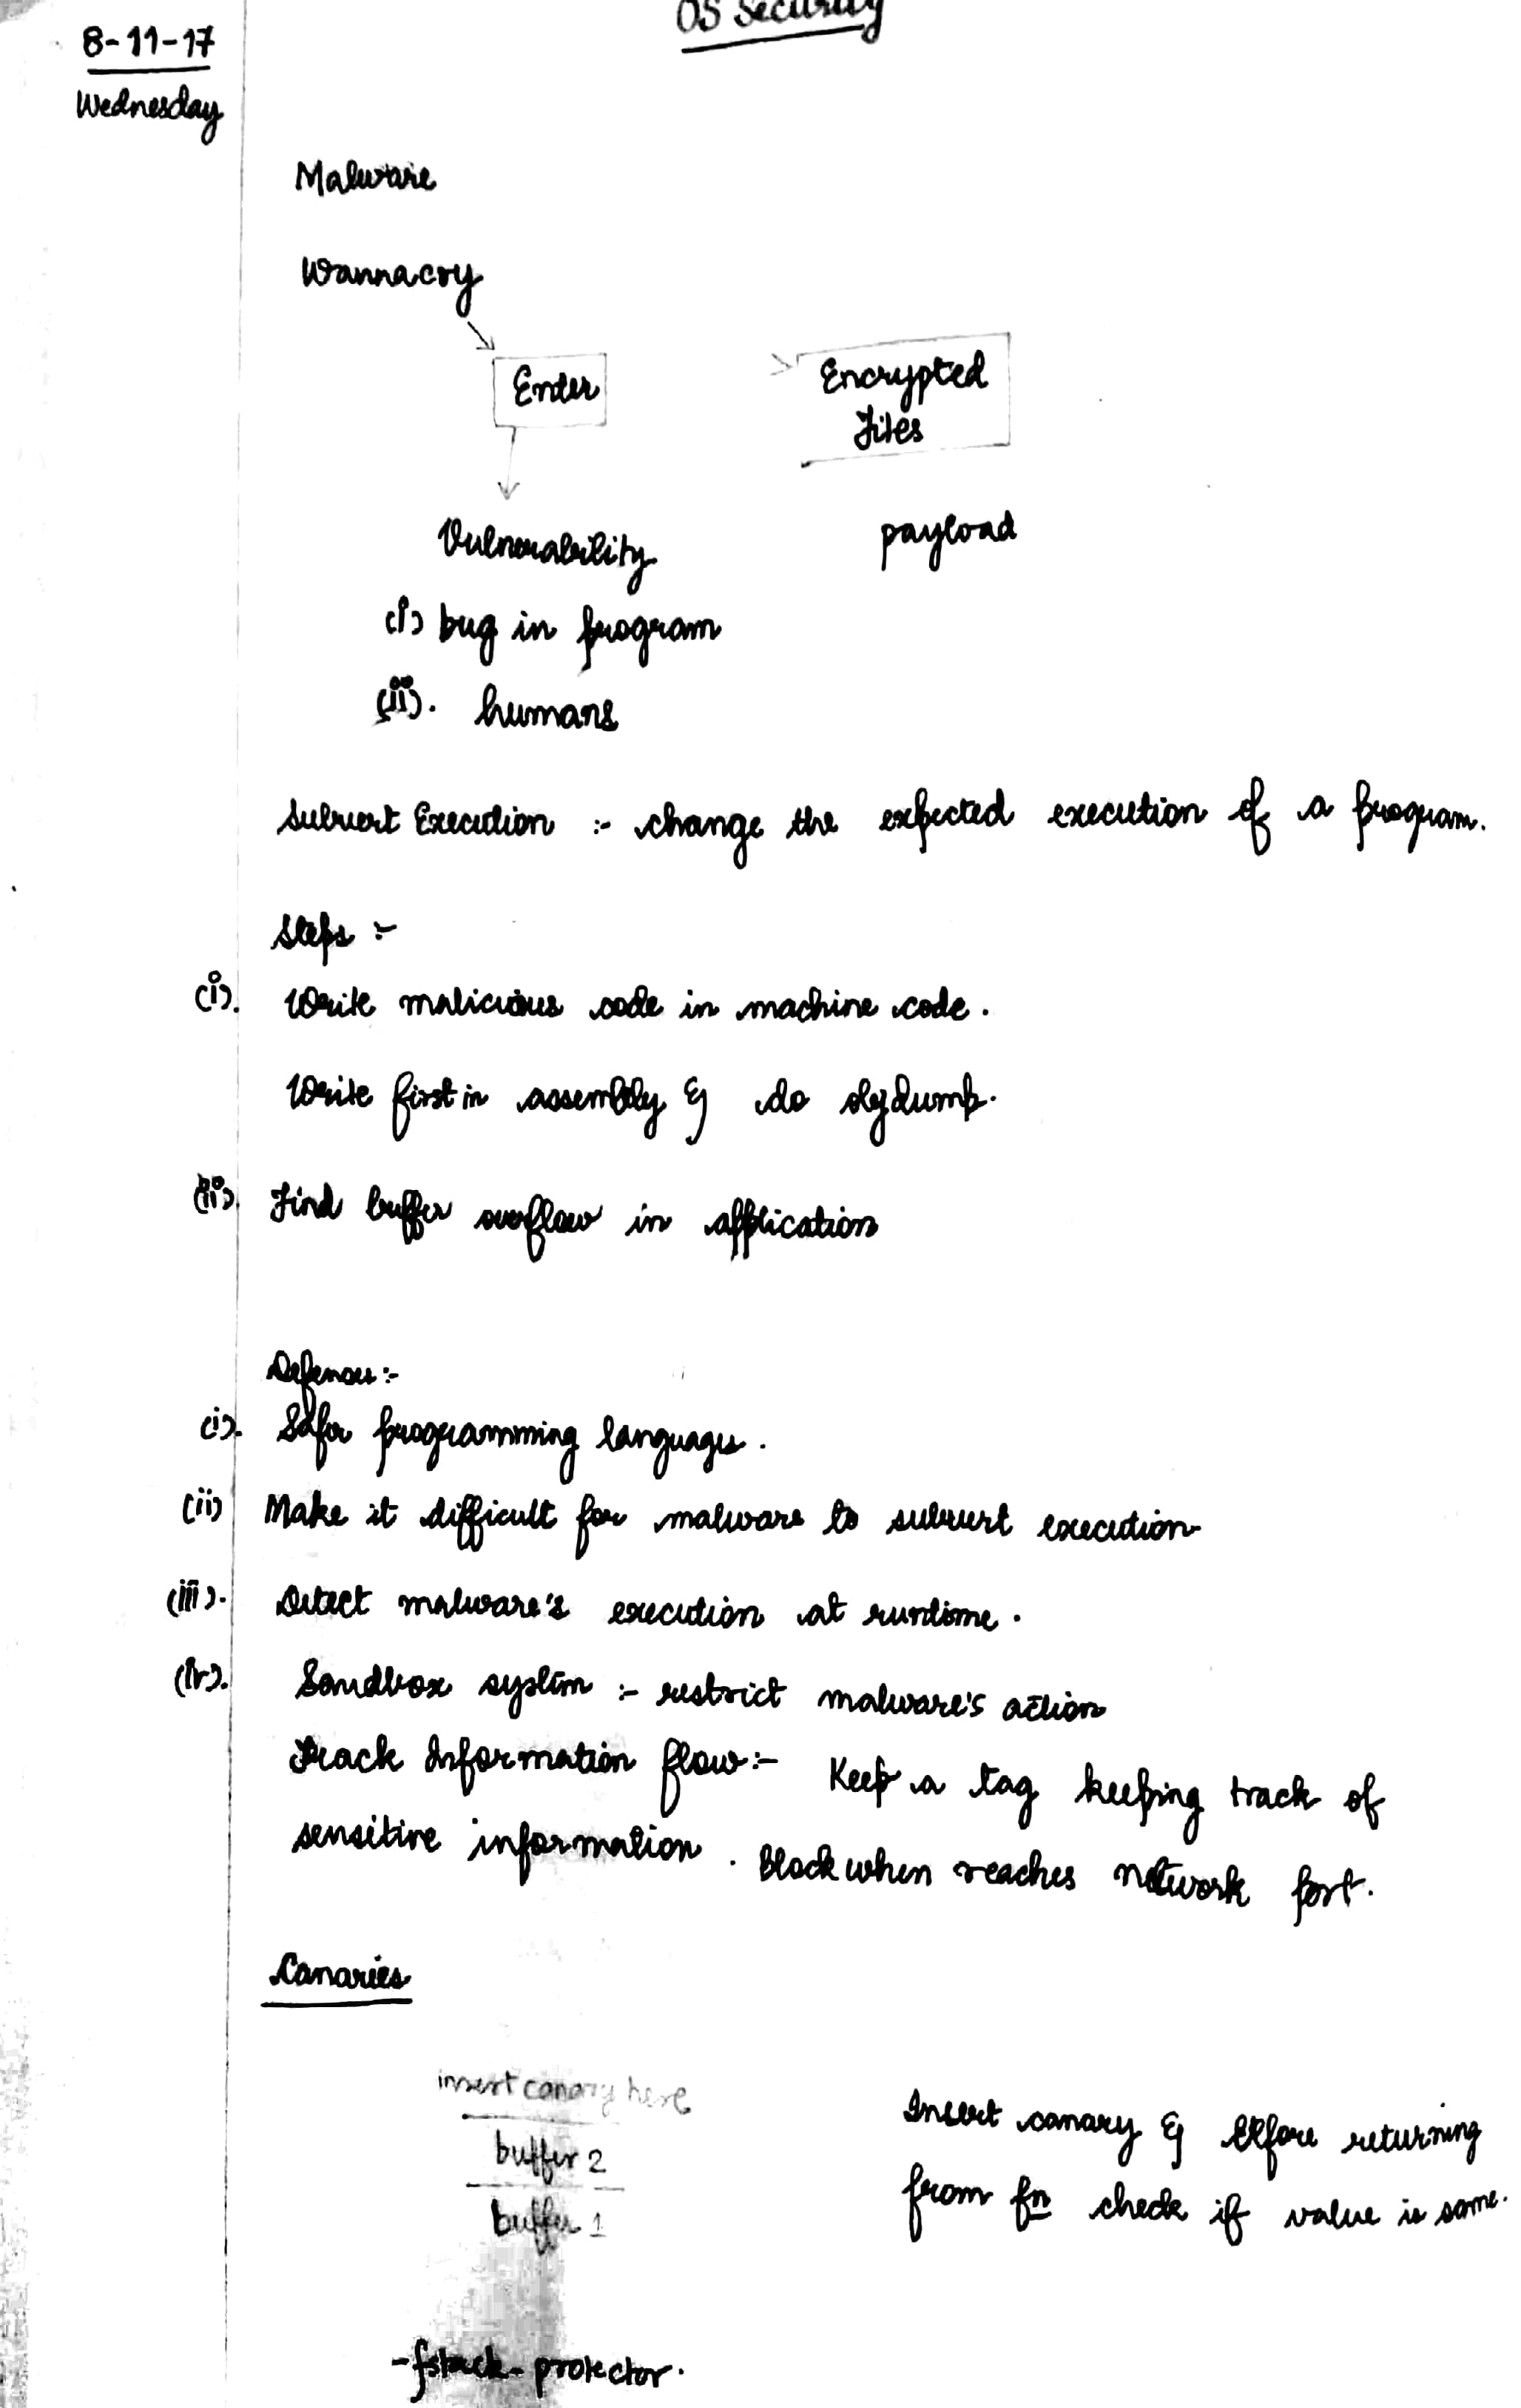 OS Security
8-11-17
Wednesday
Malware
Wannacry
Enter
Encrypted
Files
Vulnerability
payload
(i) bug in program
(ii). humans
Subvert Execution :- change the expected execution of a program.
Steps :-
(i). Write malicious code in machine code.
Write first in assembly & do objdump.
(ii). Find buffer overflow in application
Defenses:-
(i). Safer programming languages.
(ii) Make it difficult for malware to subvert execution
(iii). Detect malware's execution at runtime.
(iv). Sandbox system :- restrict malware's action
Track Information flow:- Keep a tag keeping track of
sensitive information. Block when reaches network port.
Canaries
insert canary here
buffer 2
buffer 1
Insert canary & before returning
from fn check if value is same.
-fstack-protector.